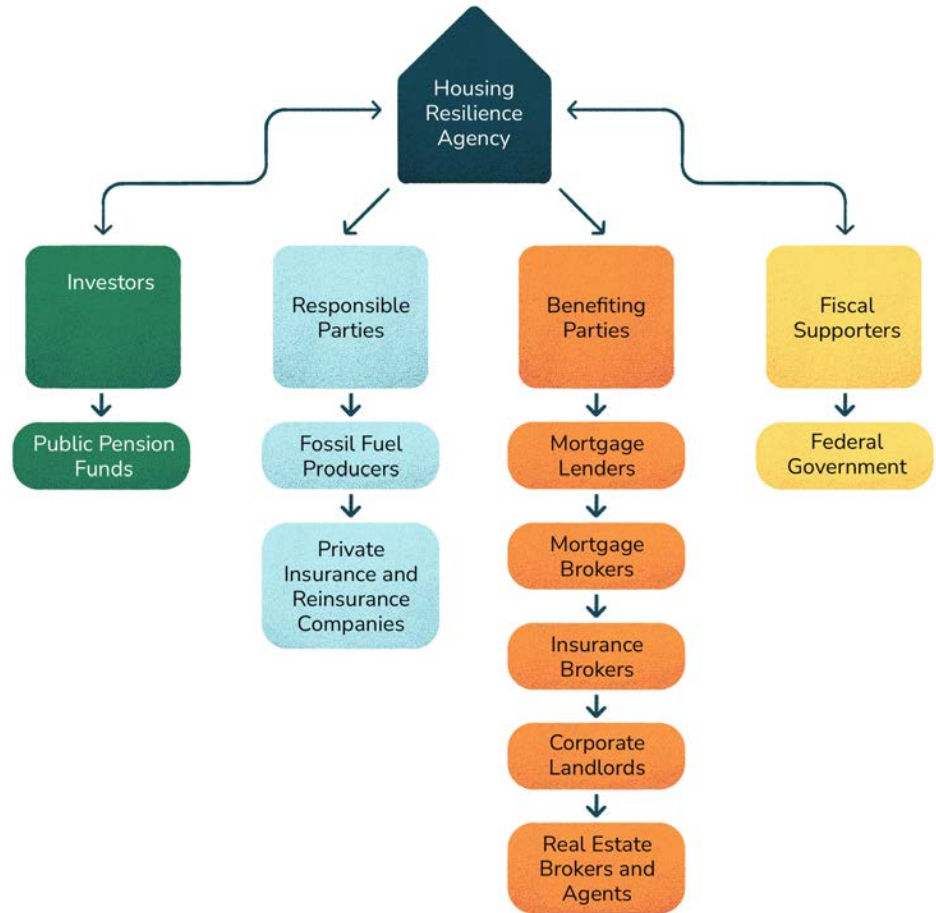 Housing
Resilience
Agency
Investors
Public Pension
Funds
Responsible
Parties
Fossil Fuel
Producers
Private
Insurance and
Reinsurance
Companies
Benefiting
Parties
Mortgage
Lenders
Mortgage
Brokers
Insurance
Brokers
Corporate
Landlords
Real Estate
Brokers and
Agents
Fiscal
Supporters
Federal
Government